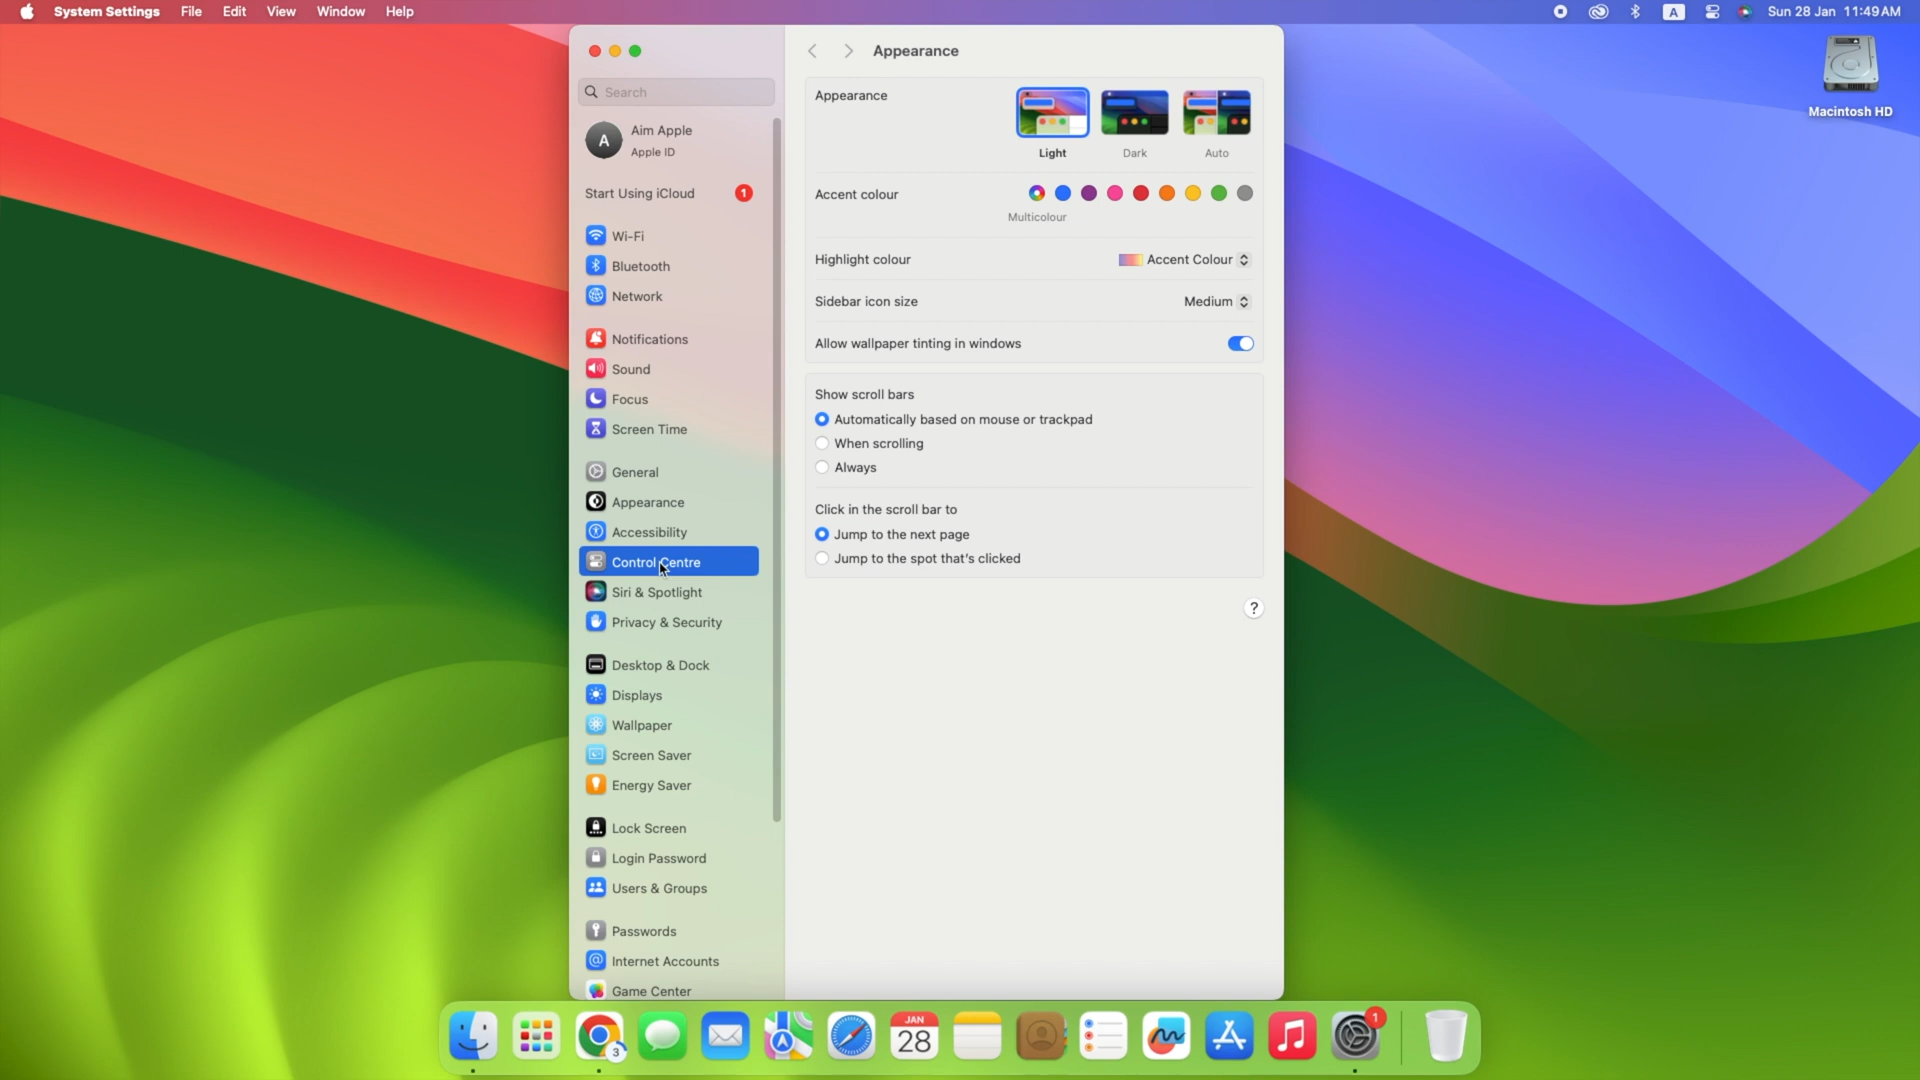 System Settings File Edit View Window Help
A Sun 28 Jan 11:49 AM
Macintosh HD
Search
A Aim Apple
Apple ID
Start Using iCloud 1
Wi-Fi
Bluetooth
Network
Notifications
Sound
Focus
Screen Time
General
Appearance
Accessibility
Control Centre
Siri & Spotlight
Privacy & Security
Desktop & Dock
Displays
Wallpaper
Screen Saver
Energy Saver
Lock Screen
Login Password
Users & Groups
Passwords
Internet Accounts
Game Center
Appearance
Appearance
Light Dark Auto
Accent colour
Multicolour
Highlight colour Accent Colour
Sidebar icon size Medium
Allow wallpaper tinting in windows
Show scroll bars
Automatically based on mouse or trackpad
When scrolling
Always
Click in the scroll bar to
Jump to the next page
Jump to the spot that's clicked
?
3
JAN
28
1